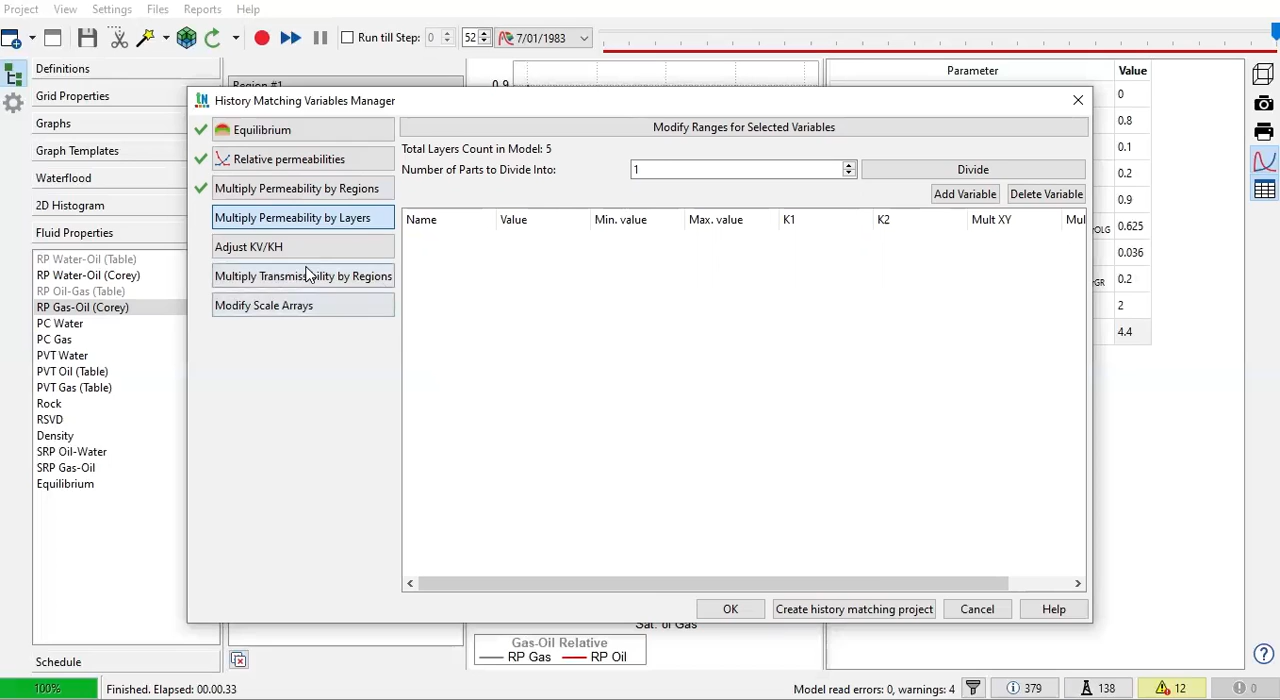 Project View Settings Files Reports Help
Run till Step: 0 52 7/01/1983
Definitions
Grid Properties
Graphs
Graph Templates
Waterflood
2D Histogram
Fluid Properties
RP Water-Oil (Table)
RP Water-Oil (Corey)
RP Oil-Gas (Table)
RP Gas-Oil (Corey)
PC Water
PC Gas
PVT Water
PVT Oil (Table)
PVT Gas (Table)
Rock
RSVD
Density
SRP Oil-Water
SRP Gas-Oil
Equilibrium
Schedule
Region #1
0.9
History Matching Variables Manager
Equilibrium
Relative permeabilities
Multiply Permeability by Regions
Multiply Permeability by Layers
Adjust KV/KH
Multiply Transmissibility by Regions
Modify Scale Arrays
Modify Ranges for Selected Variables
Total Layers Count in Model: 5
Number of Parts to Divide Into: 1 Divide
Add Variable Delete Variable
Name Value Min. value Max. value K1 K2 Mult XY Mul
OK Create history matching project Cancel Help
Sat. of Gas
Gas-Oil Relative
RP Gas RP Oil
Parameter Value
0
0.8
0.1
0.2
0.9
OLG 0.625
0.036
GR 0.2
2
4.4
100% Finished. Elapsed: 00.00.33 Model read errors: 0, warnings: 4 379 138 12 0